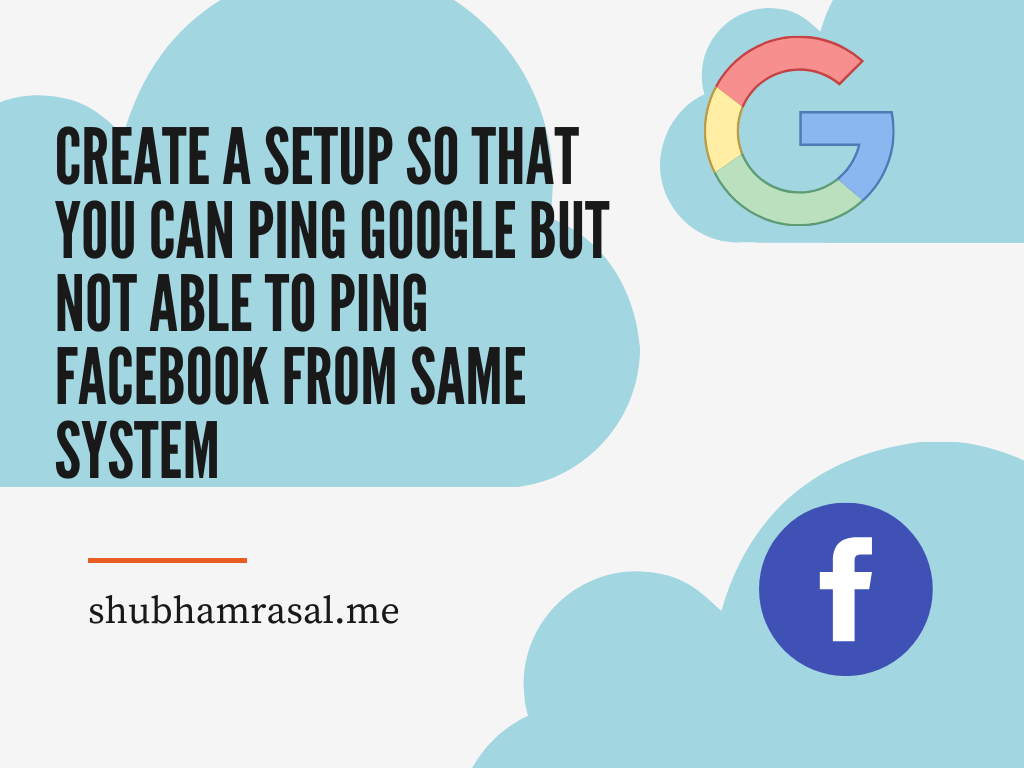 CREATE A SETUP SO THAT
YOU CAN PING GOOGLE BUT
NOT ABLE TO PING
FACEBOOK FROM SAME
SYSTEM
shubhamrasal.me
G
f